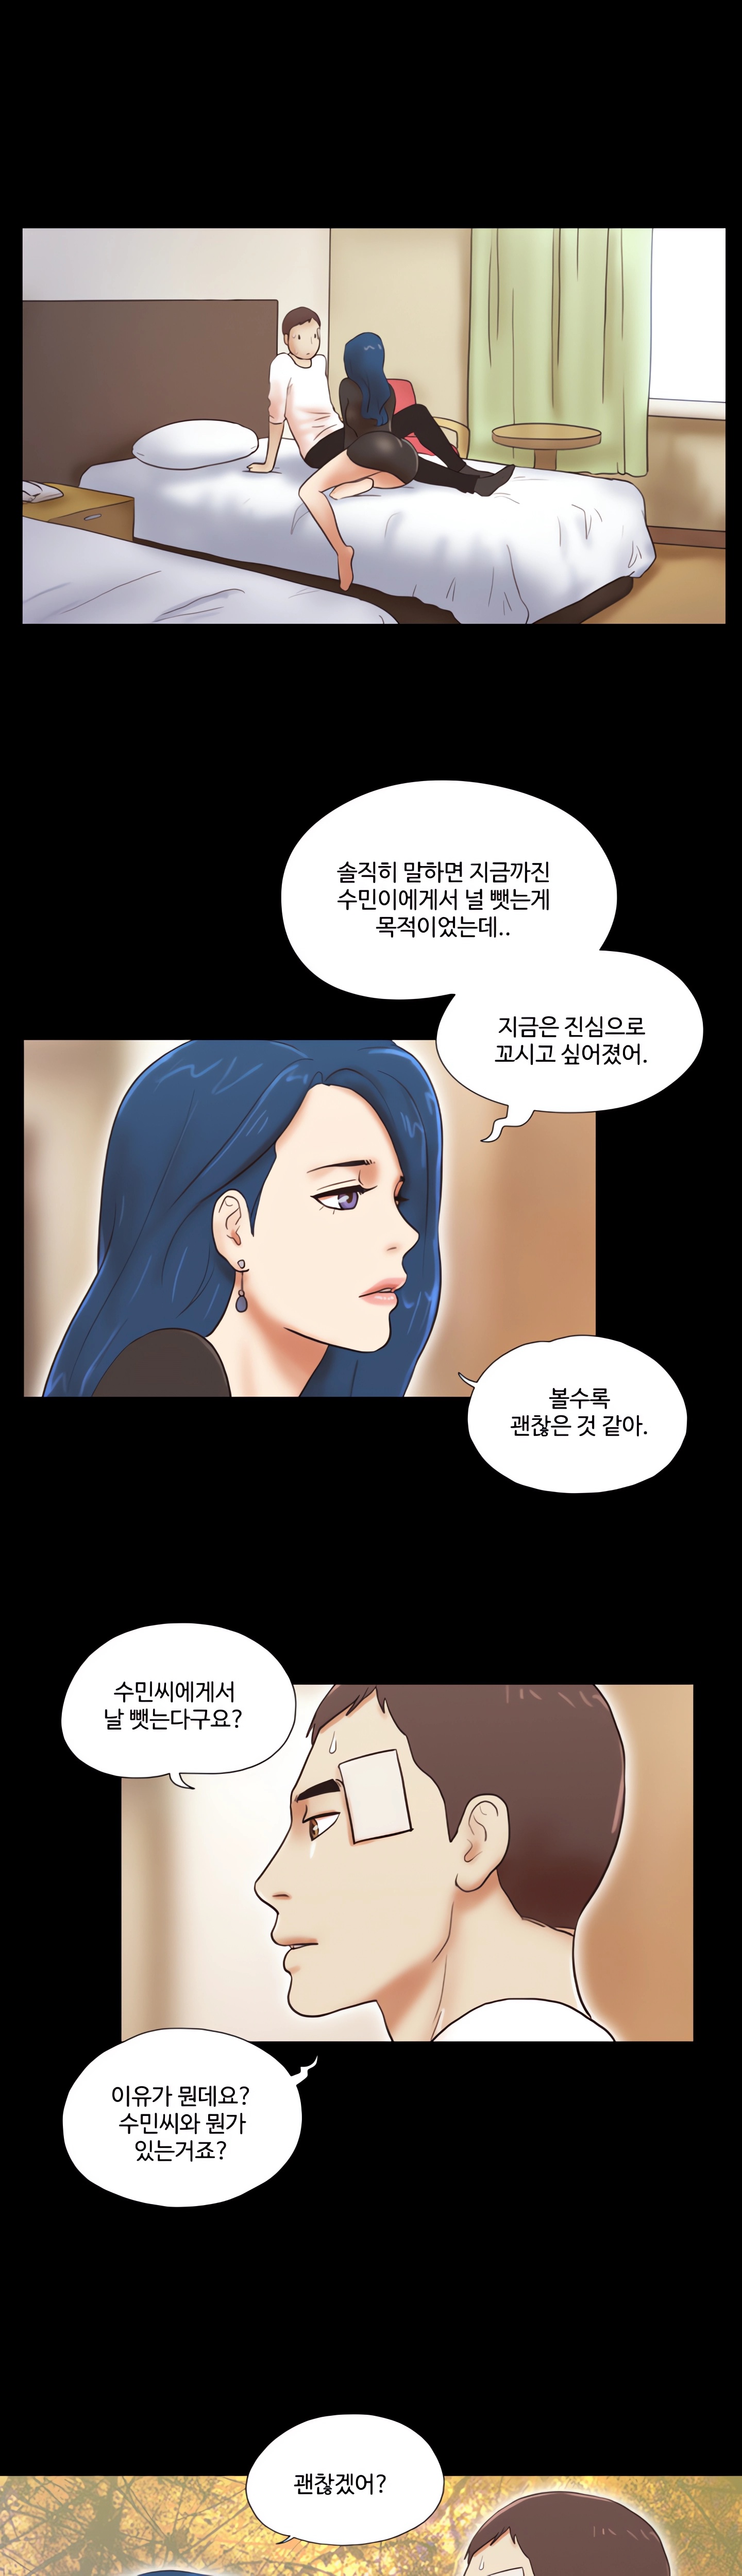 솔직히 말하면 지금까진
수민이에게서 널 뺏는게
목적이었는데..
지금은 진심으로
꼬시고 싶어졌어.
볼수록
괜찮은 것 같아.
수민씨에게서
날 뺏는다구요?
이유가 뭔데요?
수민씨와 뭔가
있는거죠?
괜찮겠어?